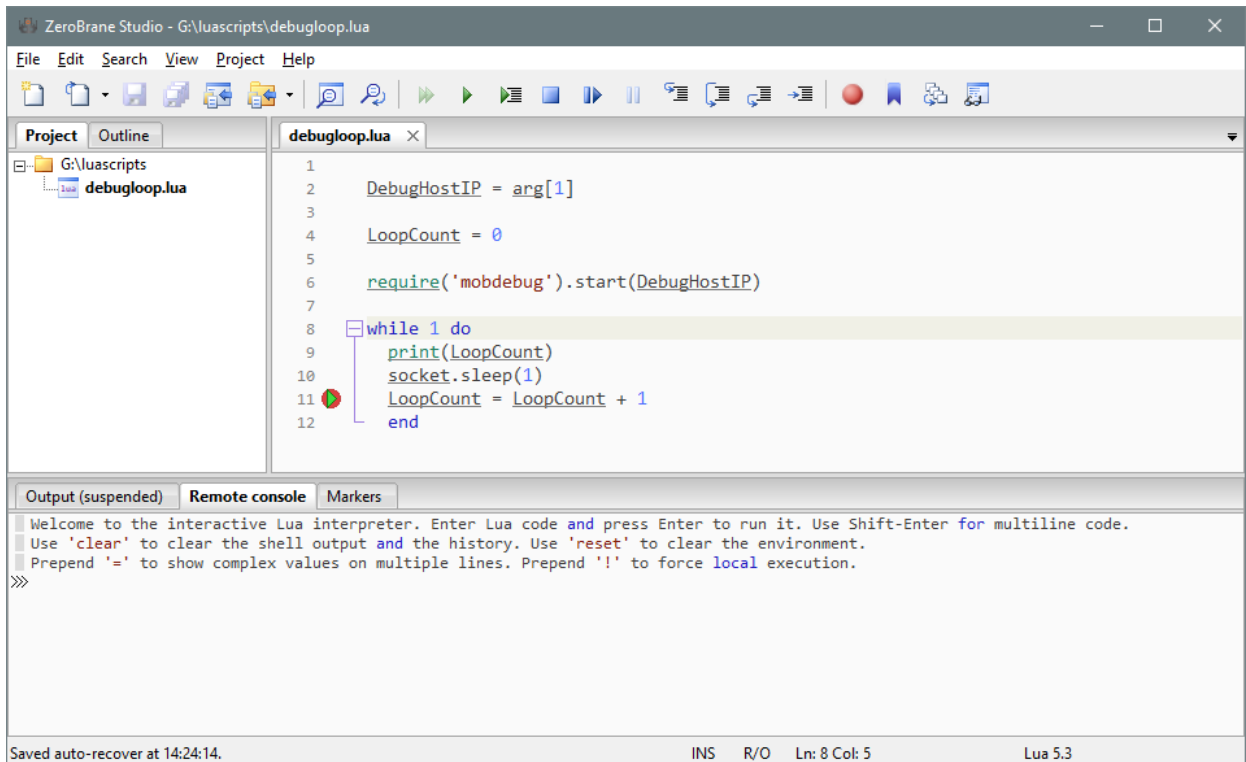 ZeroBrane Studio - G:\luascripts\debugloop.lua
File Edit Search View Project Help
Project Outline
G:\luascripts
lua debugloop.lua
debugloop.lua
1
2 DebugHostIP = arg[1]
3
4 LoopCount = 0
5
6 require('mobdebug').start(DebugHostIP)
7
8 while 1 do
9 print(LoopCount)
10 socket.sleep(1)
11 LoopCount = LoopCount + 1
12 end
Output (suspended) Remote console Markers
Welcome to the interactive Lua interpreter. Enter Lua code and press Enter to run it. Use Shift-Enter for multiline code.
Use 'clear' to clear the shell output and the history. Use 'reset' to clear the environment.
Prepend '=' to show complex values on multiple lines. Prepend '!' to force local execution.
>>>
Saved auto-recover at 14:24:14. INS R/O Ln: 8 Col: 5 Lua 5.3